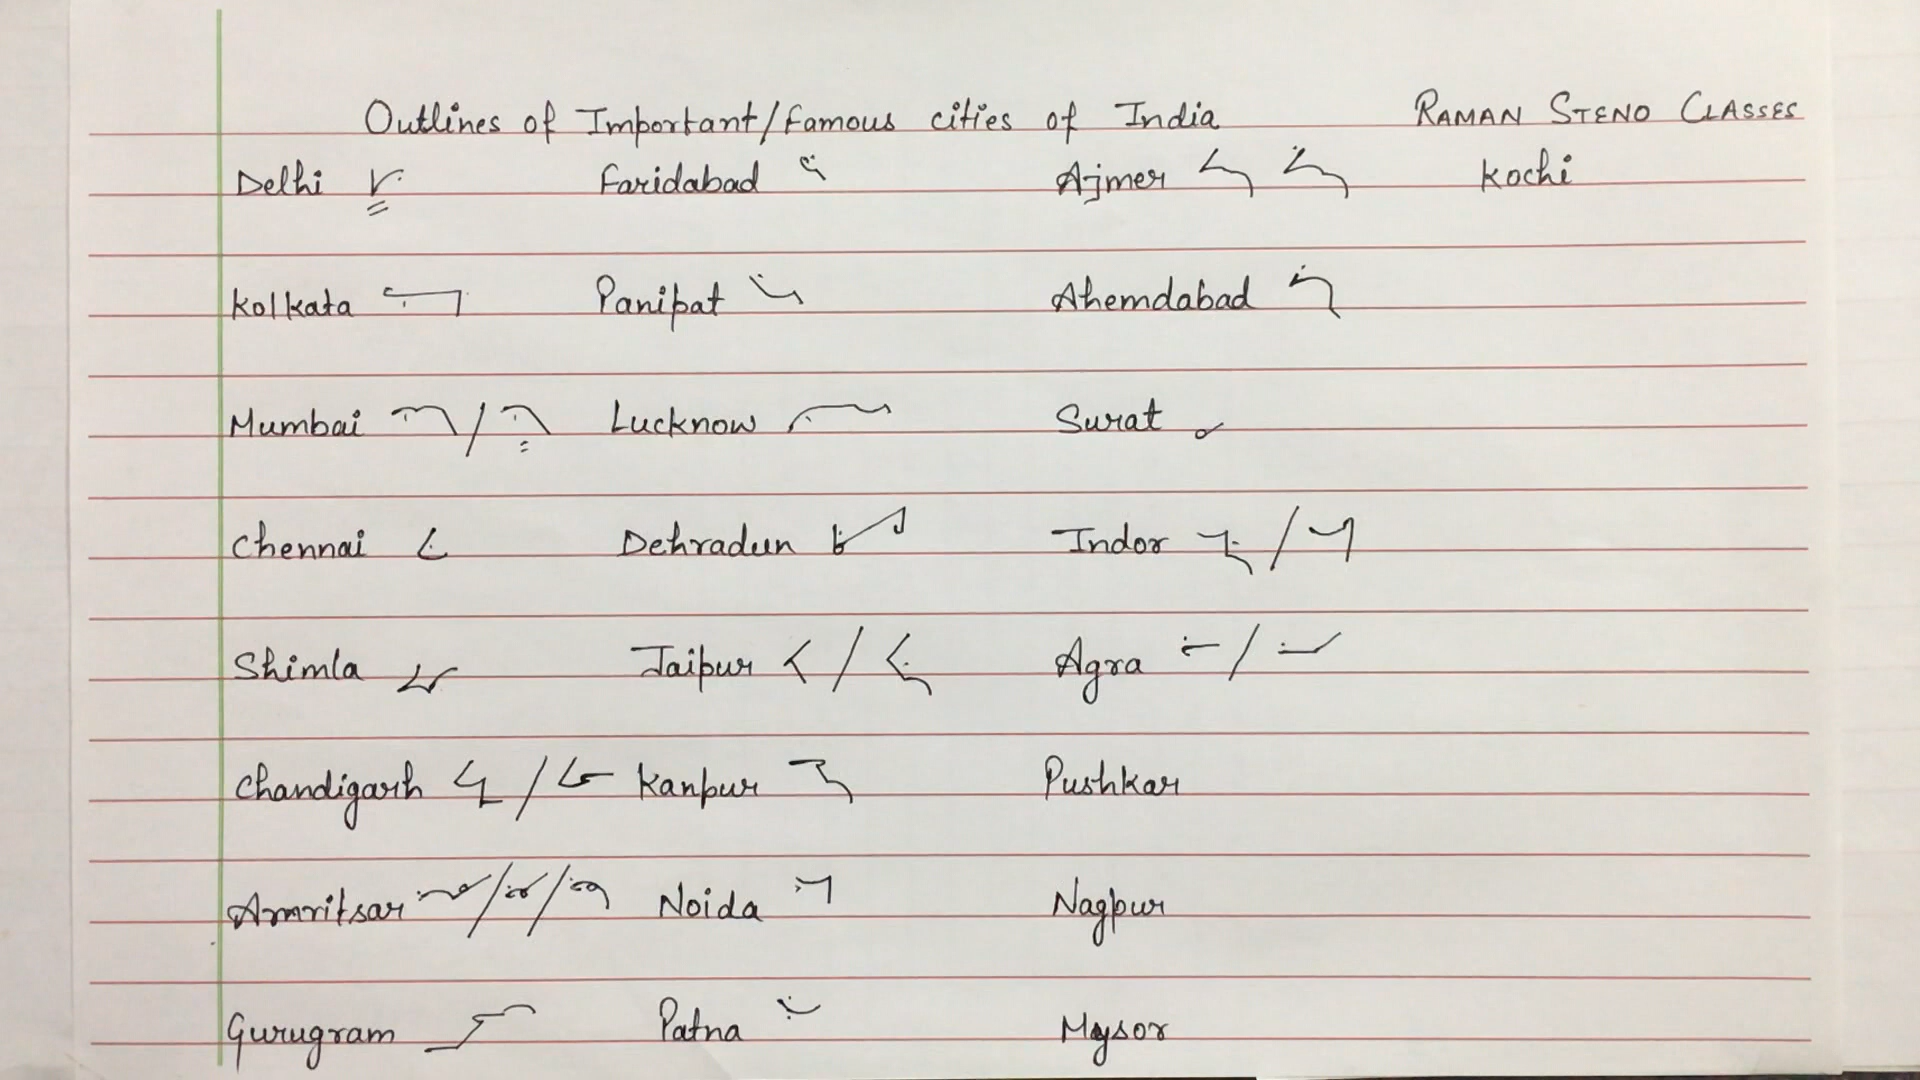 Outlines of Important/famous cities of India RAMAN STENO CLASSES
Delhi Faridabad Ajmer Kochi
Kolkata Panipat Ahemdabad
Mumbai / Lucknow Surat
Chennai Dehradun Indor /
Shimla Jaipur / Agra /
Chandigarh / Kanpur Pushkar
Amritsar / / Noida Nagpur
Gurugram Patna Mysor